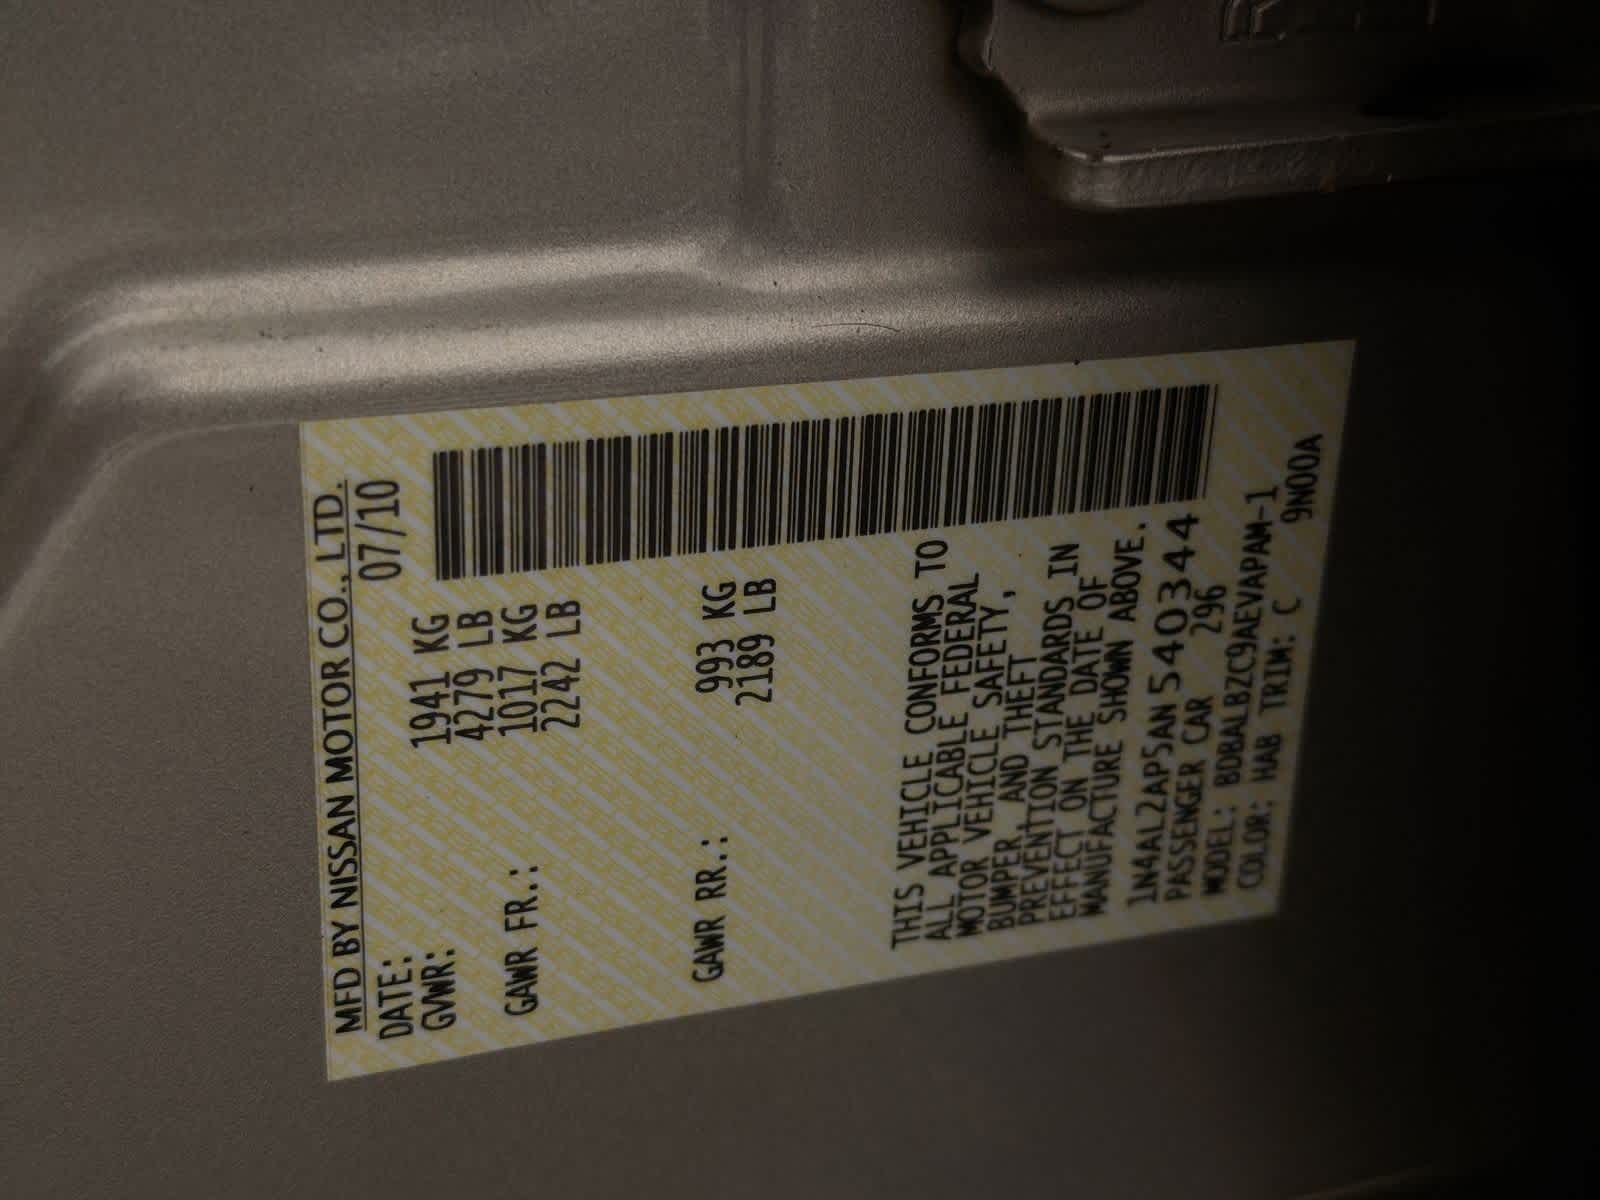 MFD BY NISSAN MOTOR CO., LTD.
DATE: 07/10
GVWR: 1941 KG
4279 LB
GAWR FR.: 1017 KG
2242 LB
GAWR RR.: 993 KG
2189 LB
THIS VEHICLE CONFORMS TO
ALL APPLICABLE FEDERAL
MOTOR VEHICLE SAFETY,
BUMPER, AND THEFT
PREVENTION STANDARDS IN
EFFECT ON THE DATE OF
MANUFACTURE SHOWN ABOVE.
1N4AL2AP5AN540344
PASSENGER CAR 296
MODEL: BDBALBZC9AEVAPAM-1
COLOR: HAB TRIM: C 9N00A